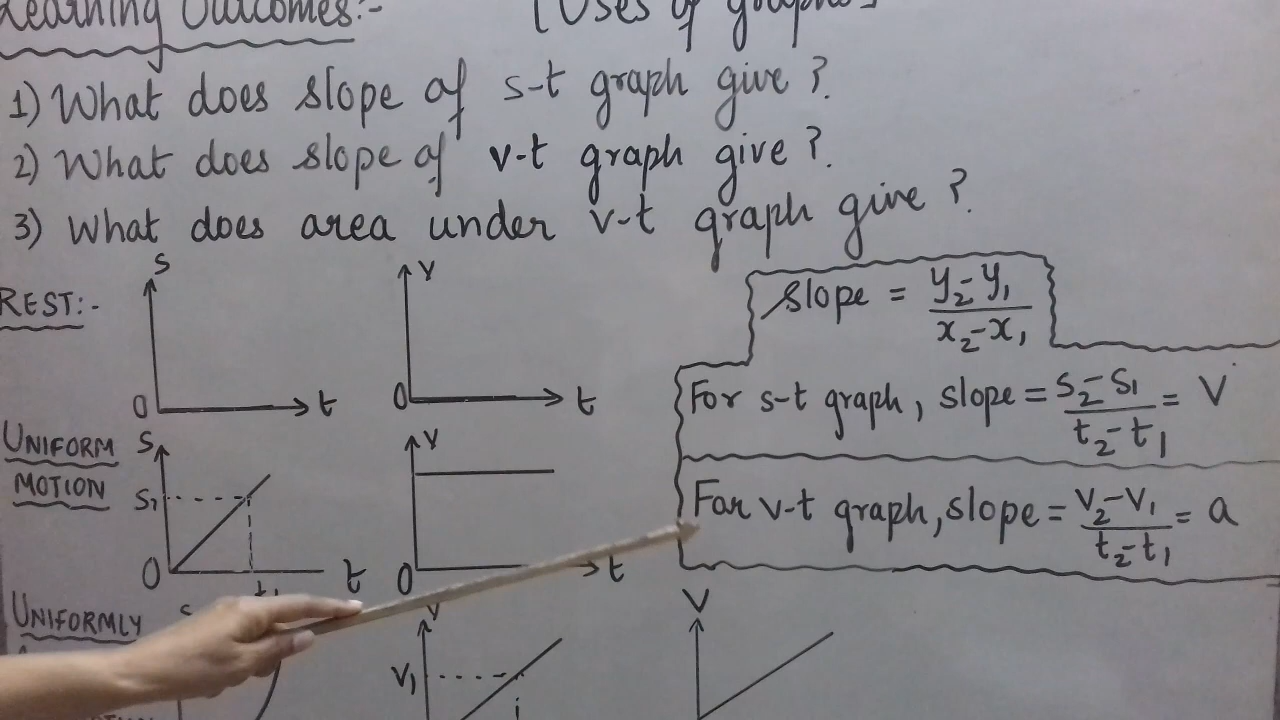 Learning Outcomes:- [Uses of graphs]
1) What does slope of s-t graph give?
2) What does slope of v-t graph give?
3) What does area under v-t graph give?
REST:-
S
0
t
V
0
t
slope = y₂-y₁ / x₂-x₁
For s-t graph, slope = s₂-s₁ / t₂-t₁ = V
For v-t graph, slope = v₂-v₁ / t₂-t₁ = a
UNIFORM
MOTION
S
S₁
0
t₁
t
V
0
t
UNIFORMLY
S
V
V₁
V